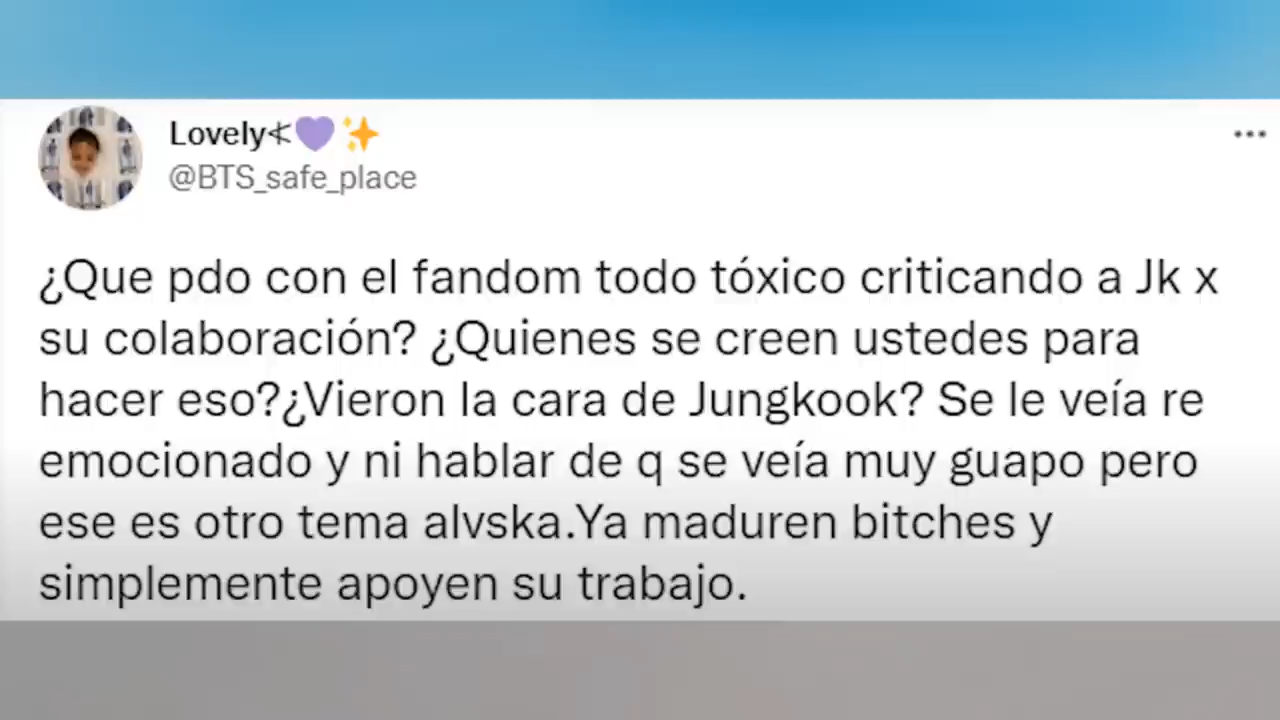 Lovely⩻💜✨
@BTS_safe_place
¿Que pdo con el fandom todo tóxico criticando a Jk x
su colaboración? ¿Quienes se creen ustedes para
hacer eso?¿Vieron la cara de Jungkook? Se le veía re
emocionado y ni hablar de q se veía muy guapo pero
ese es otro tema alvska.Ya maduren bitches y
simplemente apoyen su trabajo.